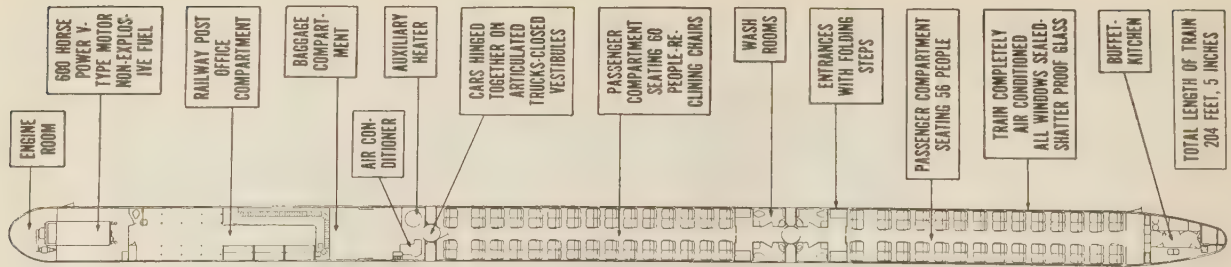 ENGINE
ROOM
600 HORSE
POWER V-
TYPE MOTOR
NON-EXPLOS-
IVE FUEL
RAILWAY POST
OFFICE
COMPARTMENT
BAGGAGE
COMPART-
MENT
AIR CON-
DITIONER
AUXILIARY
HEATER
CARS HINGED
TOGETHER ON
ARTICULATED
TRUCKS-CLOSED
VESTIBULES
PASSENGER
COMPARTMENT
SEATING 60
PEOPLE-RE-
CLINING CHAIRS
WASH
ROOMS
ENTRANCES
WITH FOLDING
STEPS
PASSENGER COMPARTMENT
SEATING 56 PEOPLE
TRAIN COMPLETELY
AIR CONDITIONED
ALL WINDOWS SEALED-
SHATTER PROOF GLASS
BUFFET-
KITCHEN
TOTAL LENGTH OF TRAIN
204 FEET, 5 INCHES